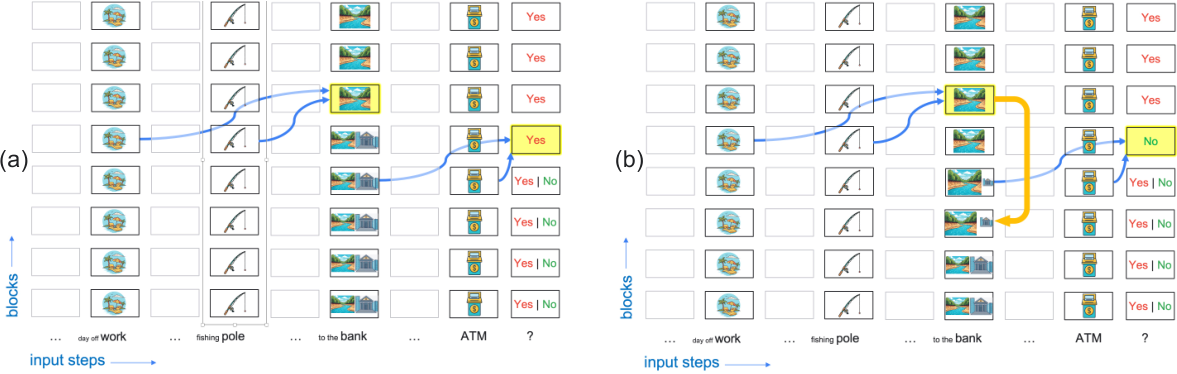 (a)
Yes
Yes
Yes
Yes
Yes | No
Yes | No
Yes | No
Yes | No
blocks
... day off work ... fishing pole ... to the bank ... ATM ?
input steps
(b)
Yes
Yes
Yes
No
Yes | No
Yes | No
Yes | No
Yes | No
blocks
... day off work ... fishing pole ... to the bank ... ATM ?
input steps